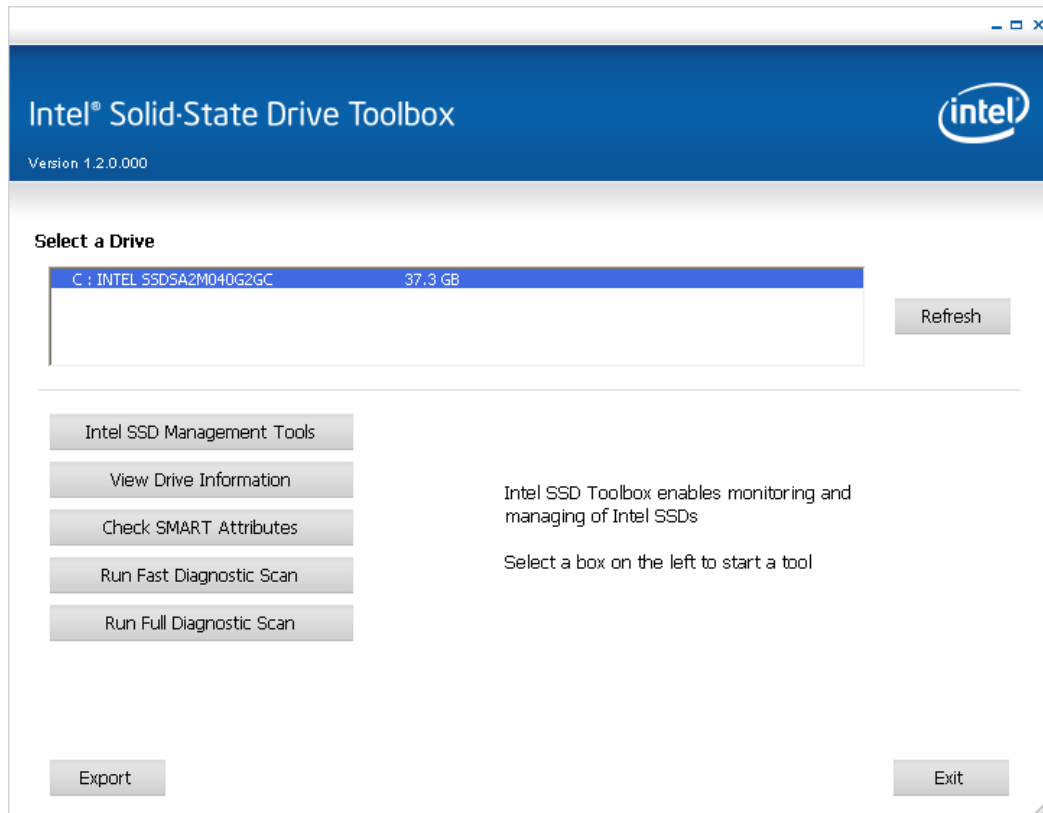 Intel® Solid-State Drive Toolbox
intel
Version 1.2.0.000
Select a Drive
C : INTEL SSDSA2M040G2GC 37.3 GB
Refresh
Intel SSD Management Tools
View Drive Information
Check SMART Attributes
Run Fast Diagnostic Scan
Run Full Diagnostic Scan
Intel SSD Toolbox enables monitoring and
managing of Intel SSDs
Select a box on the left to start a tool
Export
Exit